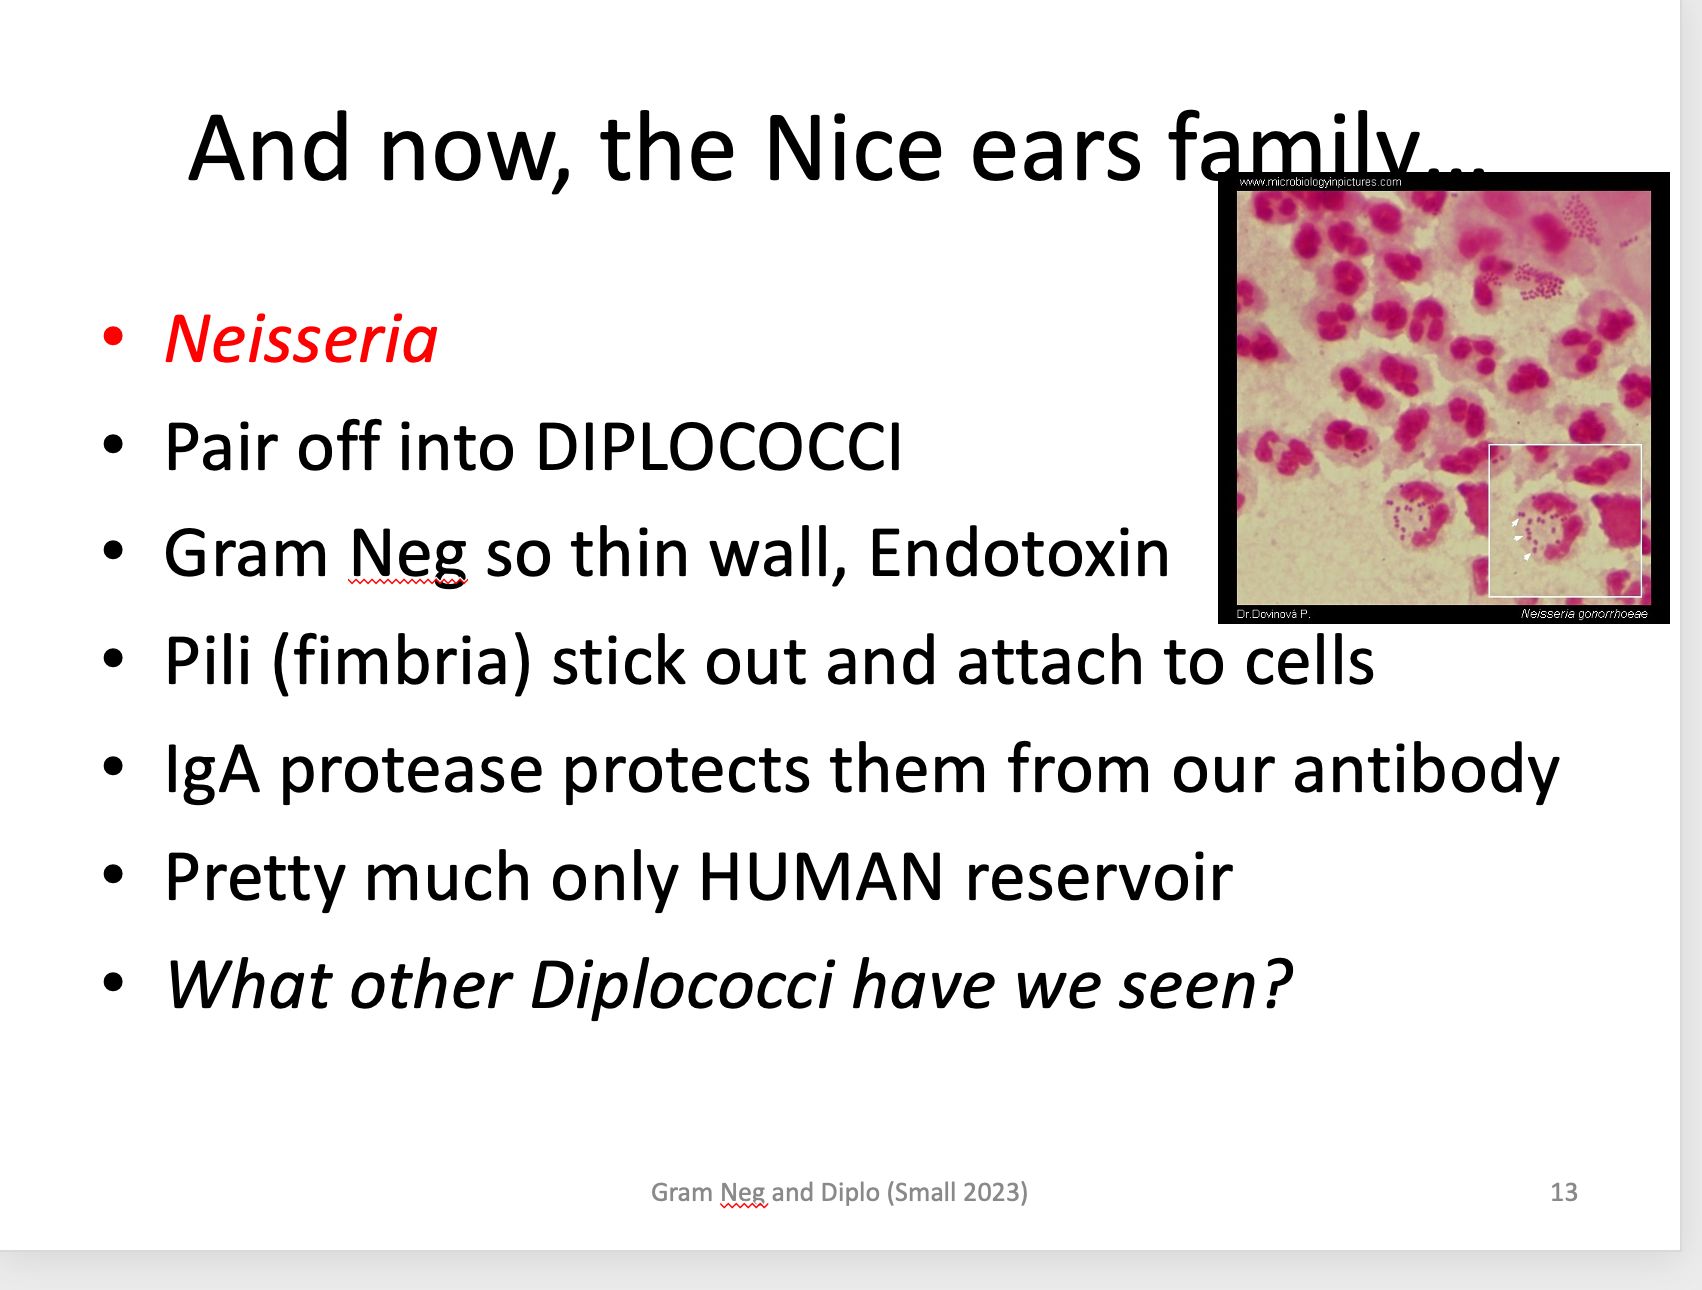 And now, the Nice ears family...
www.microbiologyinpictures.com
• Neisseria
• Pair off into DIPLOCOCCI
• Gram Neg so thin wall, Endotoxin
Dr.Dovinová P.
Neisseria gonorrhoeae
• Pili (fimbria) stick out and attach to cells
• IgA protease protects them from our antibody
• Pretty much only HUMAN reservoir
• What other Diplococci have we seen?
Gram Neg and Diplo (Small 2023)
13